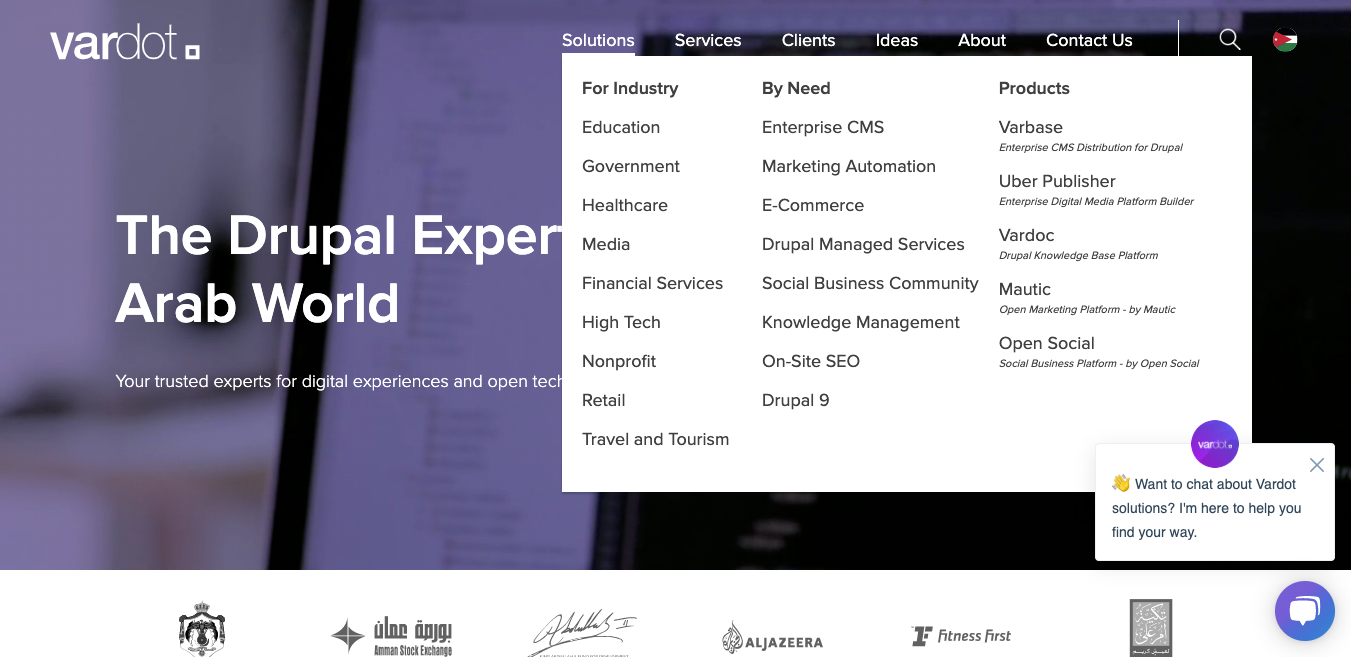 vardot
Solutions
Services
Clients
Ideas
About
Contact Us
For Industry
Education
Government
Healthcare
Media
Financial Services
High Tech
Nonprofit
Retail
Travel and Tourism
By Need
Enterprise CMS
Marketing Automation
E-Commerce
Drupal Managed Services
Social Business Community
Knowledge Management
On-Site SEO
Drupal 9
Products
Varbase
Enterprise CMS Distribution for Drupal
Uber Publisher
Enterprise Digital Media Platform Builder
Vardoc
Drupal Knowledge Base Platform
Mautic
Open Marketing Platform - by Mautic
Open Social
Social Business Platform - by Open Social
The Drupal Exper
Arab World
Your trusted experts for digital experiences and open tech
vardot
👋 Want to chat about Vardot
solutions? I'm here to help you
find your way.
بورصة عمان
Amman Stock Exchange
ALJAZEERA
Fitness First
تكية
أم علي